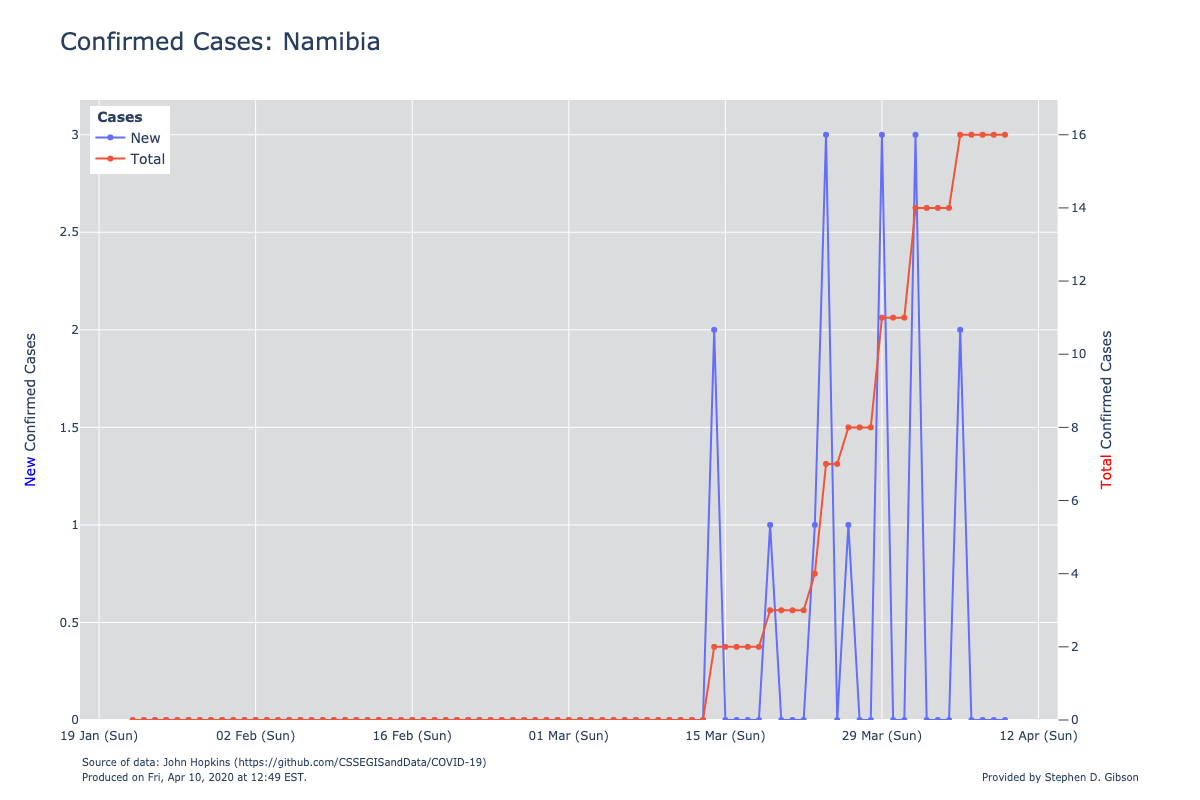 Confirmed Cases: Namibia
Cases
New
Total
3
2.5
2
1.5
1
0.5
0
16
14
12
10
8
6
4
2
0
New Confirmed Cases
Total Confirmed Cases
19 Jan (Sun)
02 Feb (Sun)
16 Feb (Sun)
01 Mar (Sun)
15 Mar (Sun)
29 Mar (Sun)
12 Apr (Sun)
Source of data: John Hopkins (https://github.com/CSSEGISandData/COVID-19)
Produced on Fri, Apr 10, 2020 at 12:49 EST.
Provided by Stephen D. Gibson